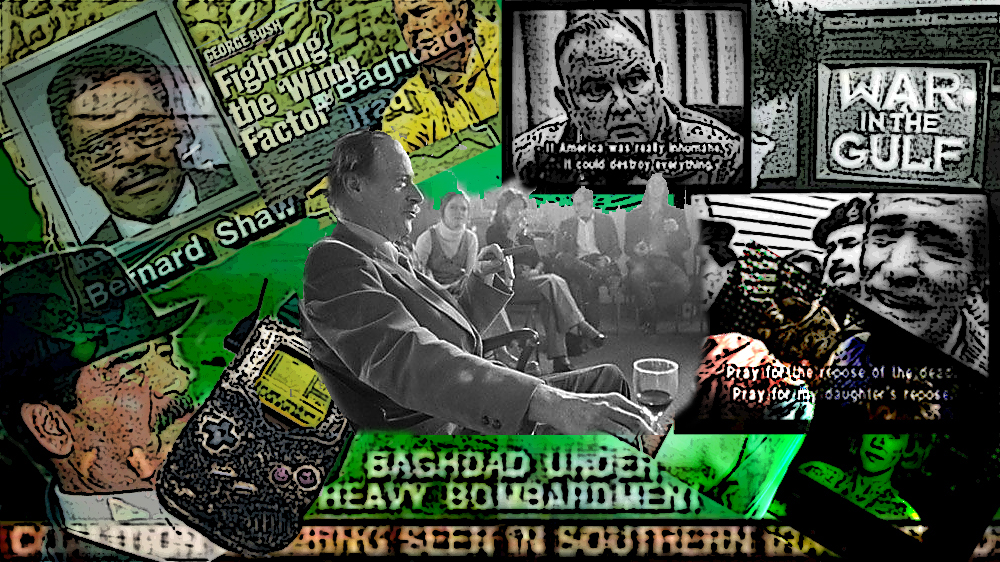 GEORGE BUSH
Fighting
the 'Wimp
Factor'
Baghdad
Iraq
Bernard Shaw
If America was really inhumane,
it could destroy everything.
WAR
IN THE
GULF
Pray for the repose of the dead.
Pray for my daughter's repose.
BAGHDAD UNDER
HEAVY BOMBARDMENT
SEEN IN SOUTHERN